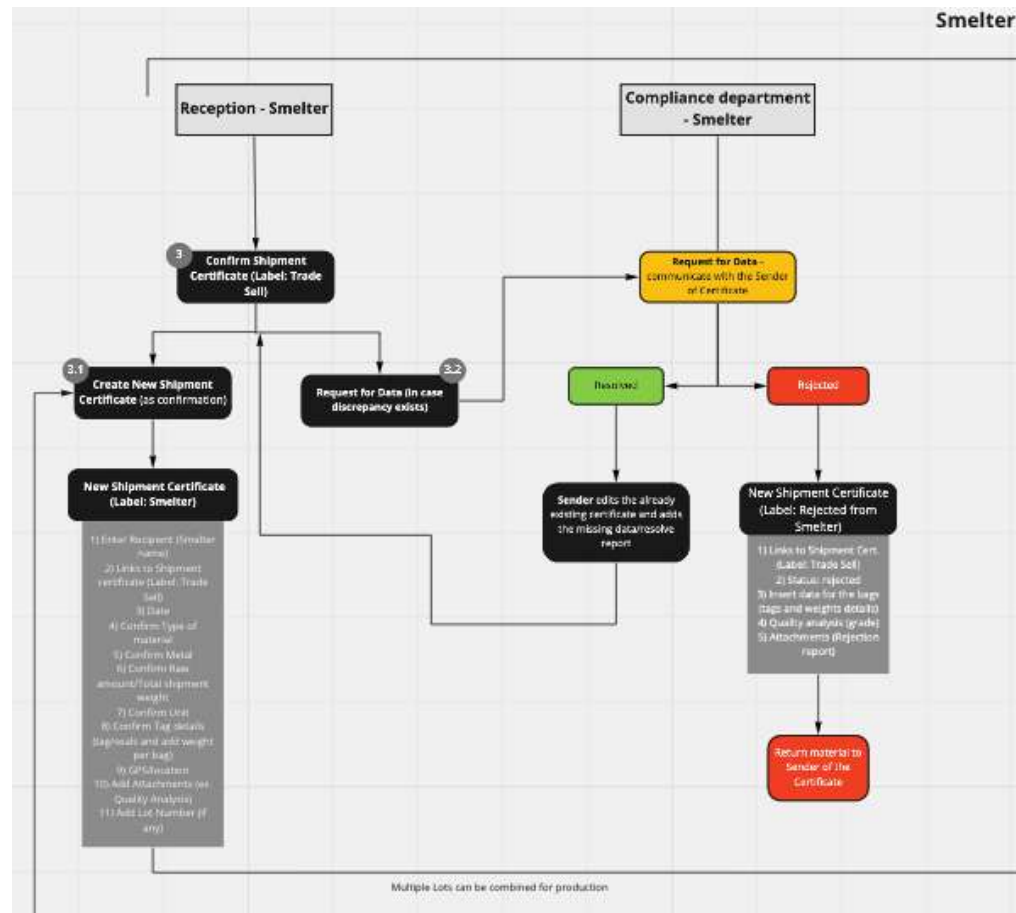 Smelter
Reception - Smelter
Compliance department
- Smelter
3
Confirm Shipment
Certificate (Label: Trade
Sell)
Request for Data -
communicate with the Sender
of Certificate
3.1
Create New Shipment
Certificate (as confirmation)
3.2
Request for Data (in case
discrepancy exists)
Resolved
Rejected
New Shipment Certificate
(Label: Smelter)
1) Enter Recipient (Smelter
name)
2) Links to Shipment
certificate (Label: Trade
Sell)
3) Date
4) Confirm Type of
material
5) Confirm Metal
6) Confirm Raw
amount/Total shipment
weight
7) Confirm Unit
8) Confirm Tag details
(tag/seals and add weight
per bag)
9) GPS/location
10) Add Attachments (ex
Quality Analysis)
11) Add Lot Number (if
any)
Sender edits the already
existing certificate and adds
the missing data/resolve
report
New Shipment Certificate
(Label: Rejected from
Smelter)
1) Links to Shipment Cert.
(Label: Trade Sell)
2) Status: rejected
3) Insert data for the bags
(tags and weights details)
4) Quality analysis (grade)
5) Attachments (Rejection
report)
Return material to
Sender of the
Certificate
Multiple Lots can be combined for production